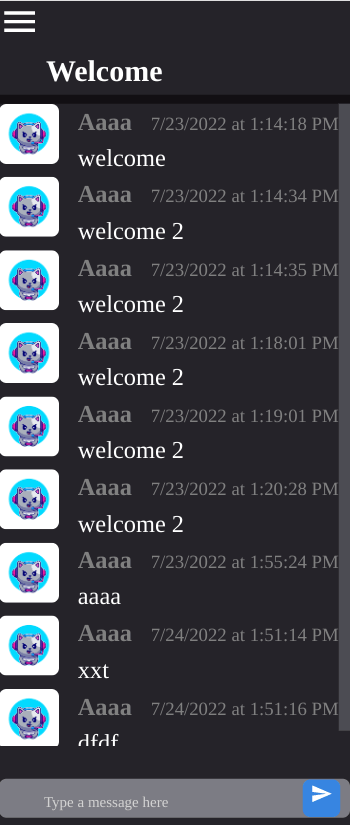 Welcome
Aaaa 7/23/2022 at 1:14:18 PM
welcome
Aaaa 7/23/2022 at 1:14:34 PM
welcome 2
Aaaa 7/23/2022 at 1:14:35 PM
welcome 2
Aaaa 7/23/2022 at 1:18:01 PM
welcome 2
Aaaa 7/23/2022 at 1:19:01 PM
welcome 2
Aaaa 7/23/2022 at 1:20:28 PM
welcome 2
Aaaa 7/23/2022 at 1:55:24 PM
aaaa
Aaaa 7/24/2022 at 1:51:14 PM
xxt
Aaaa 7/24/2022 at 1:51:16 PM
dfdf
Type a message here